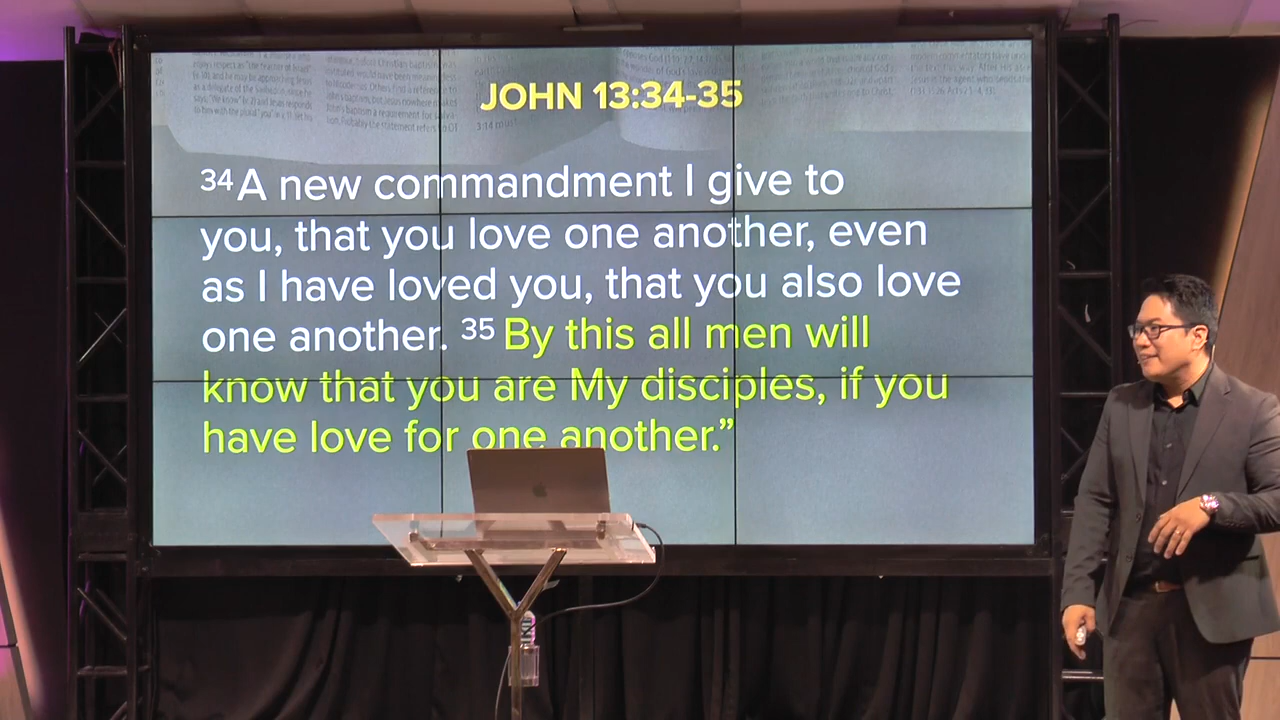 JOHN 13:34-35
34 A new commandment I give to
you, that you love one another, even
as I have loved you, that you also love
one another. 35 By this all men will
know that you are My disciples, if you
have love for one another.”